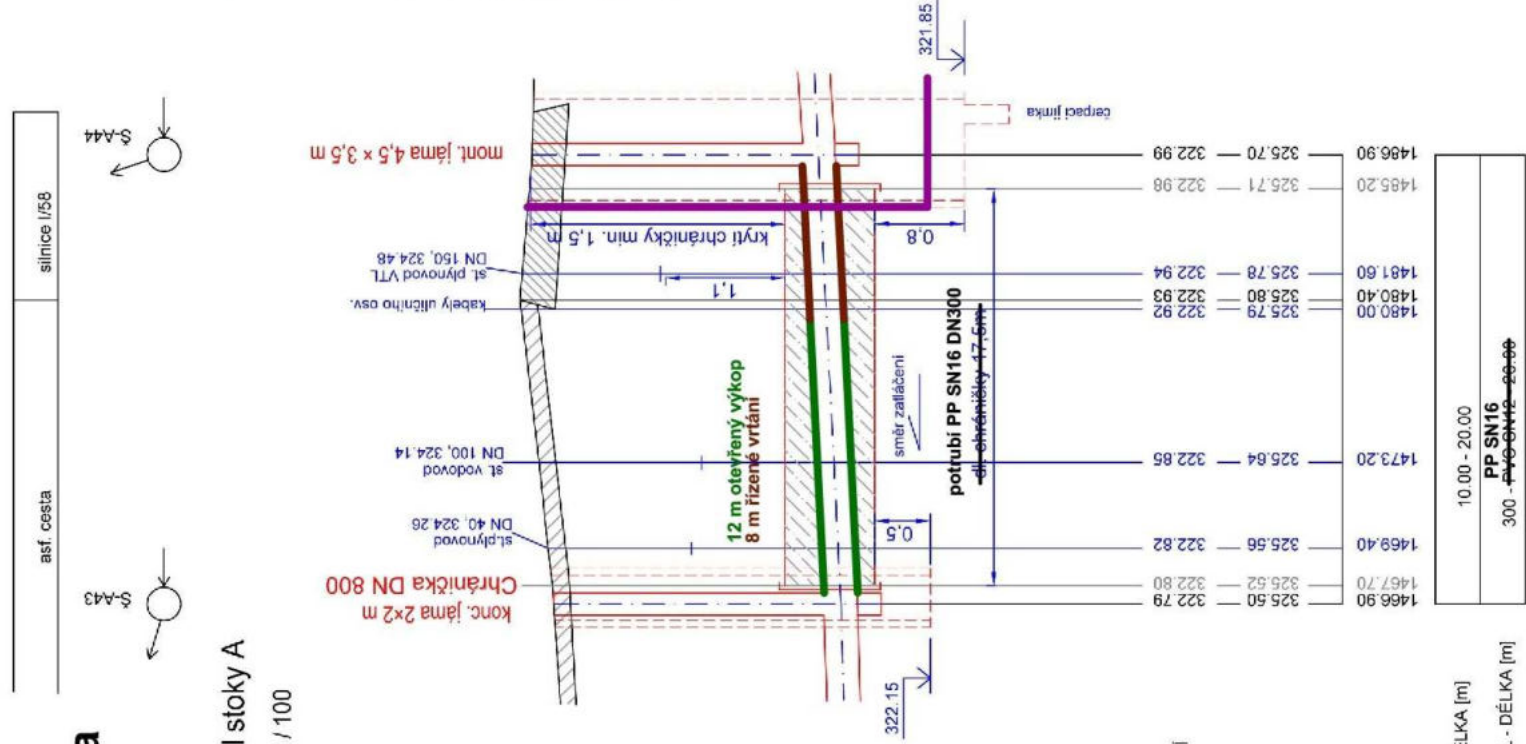 a
l stoky A
/ 100
asf. cesta
silnice I/58
Š-A43
Š-A44
konc. jáma 2×2 m
Chránička DN 800
mont. jáma 4,5 × 3,5 m
st.plynovod
DN 40, 324.26
st. vodovod
DN 100, 324.14
kabely uličního osv.
st. plynovod VTL
DN 150, 324.48
krytí chráničky min. 1,5 m
1,1
0,8
0,5
12 m otevřený výkop
8 m řízené vrtání
směr zatláčení
potrubí PP SN16 DN300
dl. chráničky 17,5m
čerpací jímka
322.15
321.85
322.79 325.50 1466.90
322.80 325.52 1467.70
322.82 325.56 1469.40
322.85 325.64 1473.20
322.92 325.79 1480.00
322.93 325.80 1480.40
322.94 325.78 1481.60
322.98 325.71 1485.20
322.99 325.70 1486.90
ÉLKA [m]
10.00 - 20.00
PP SN16
. - DÉLKA [m]
300 - PVC SN12 - 20.00